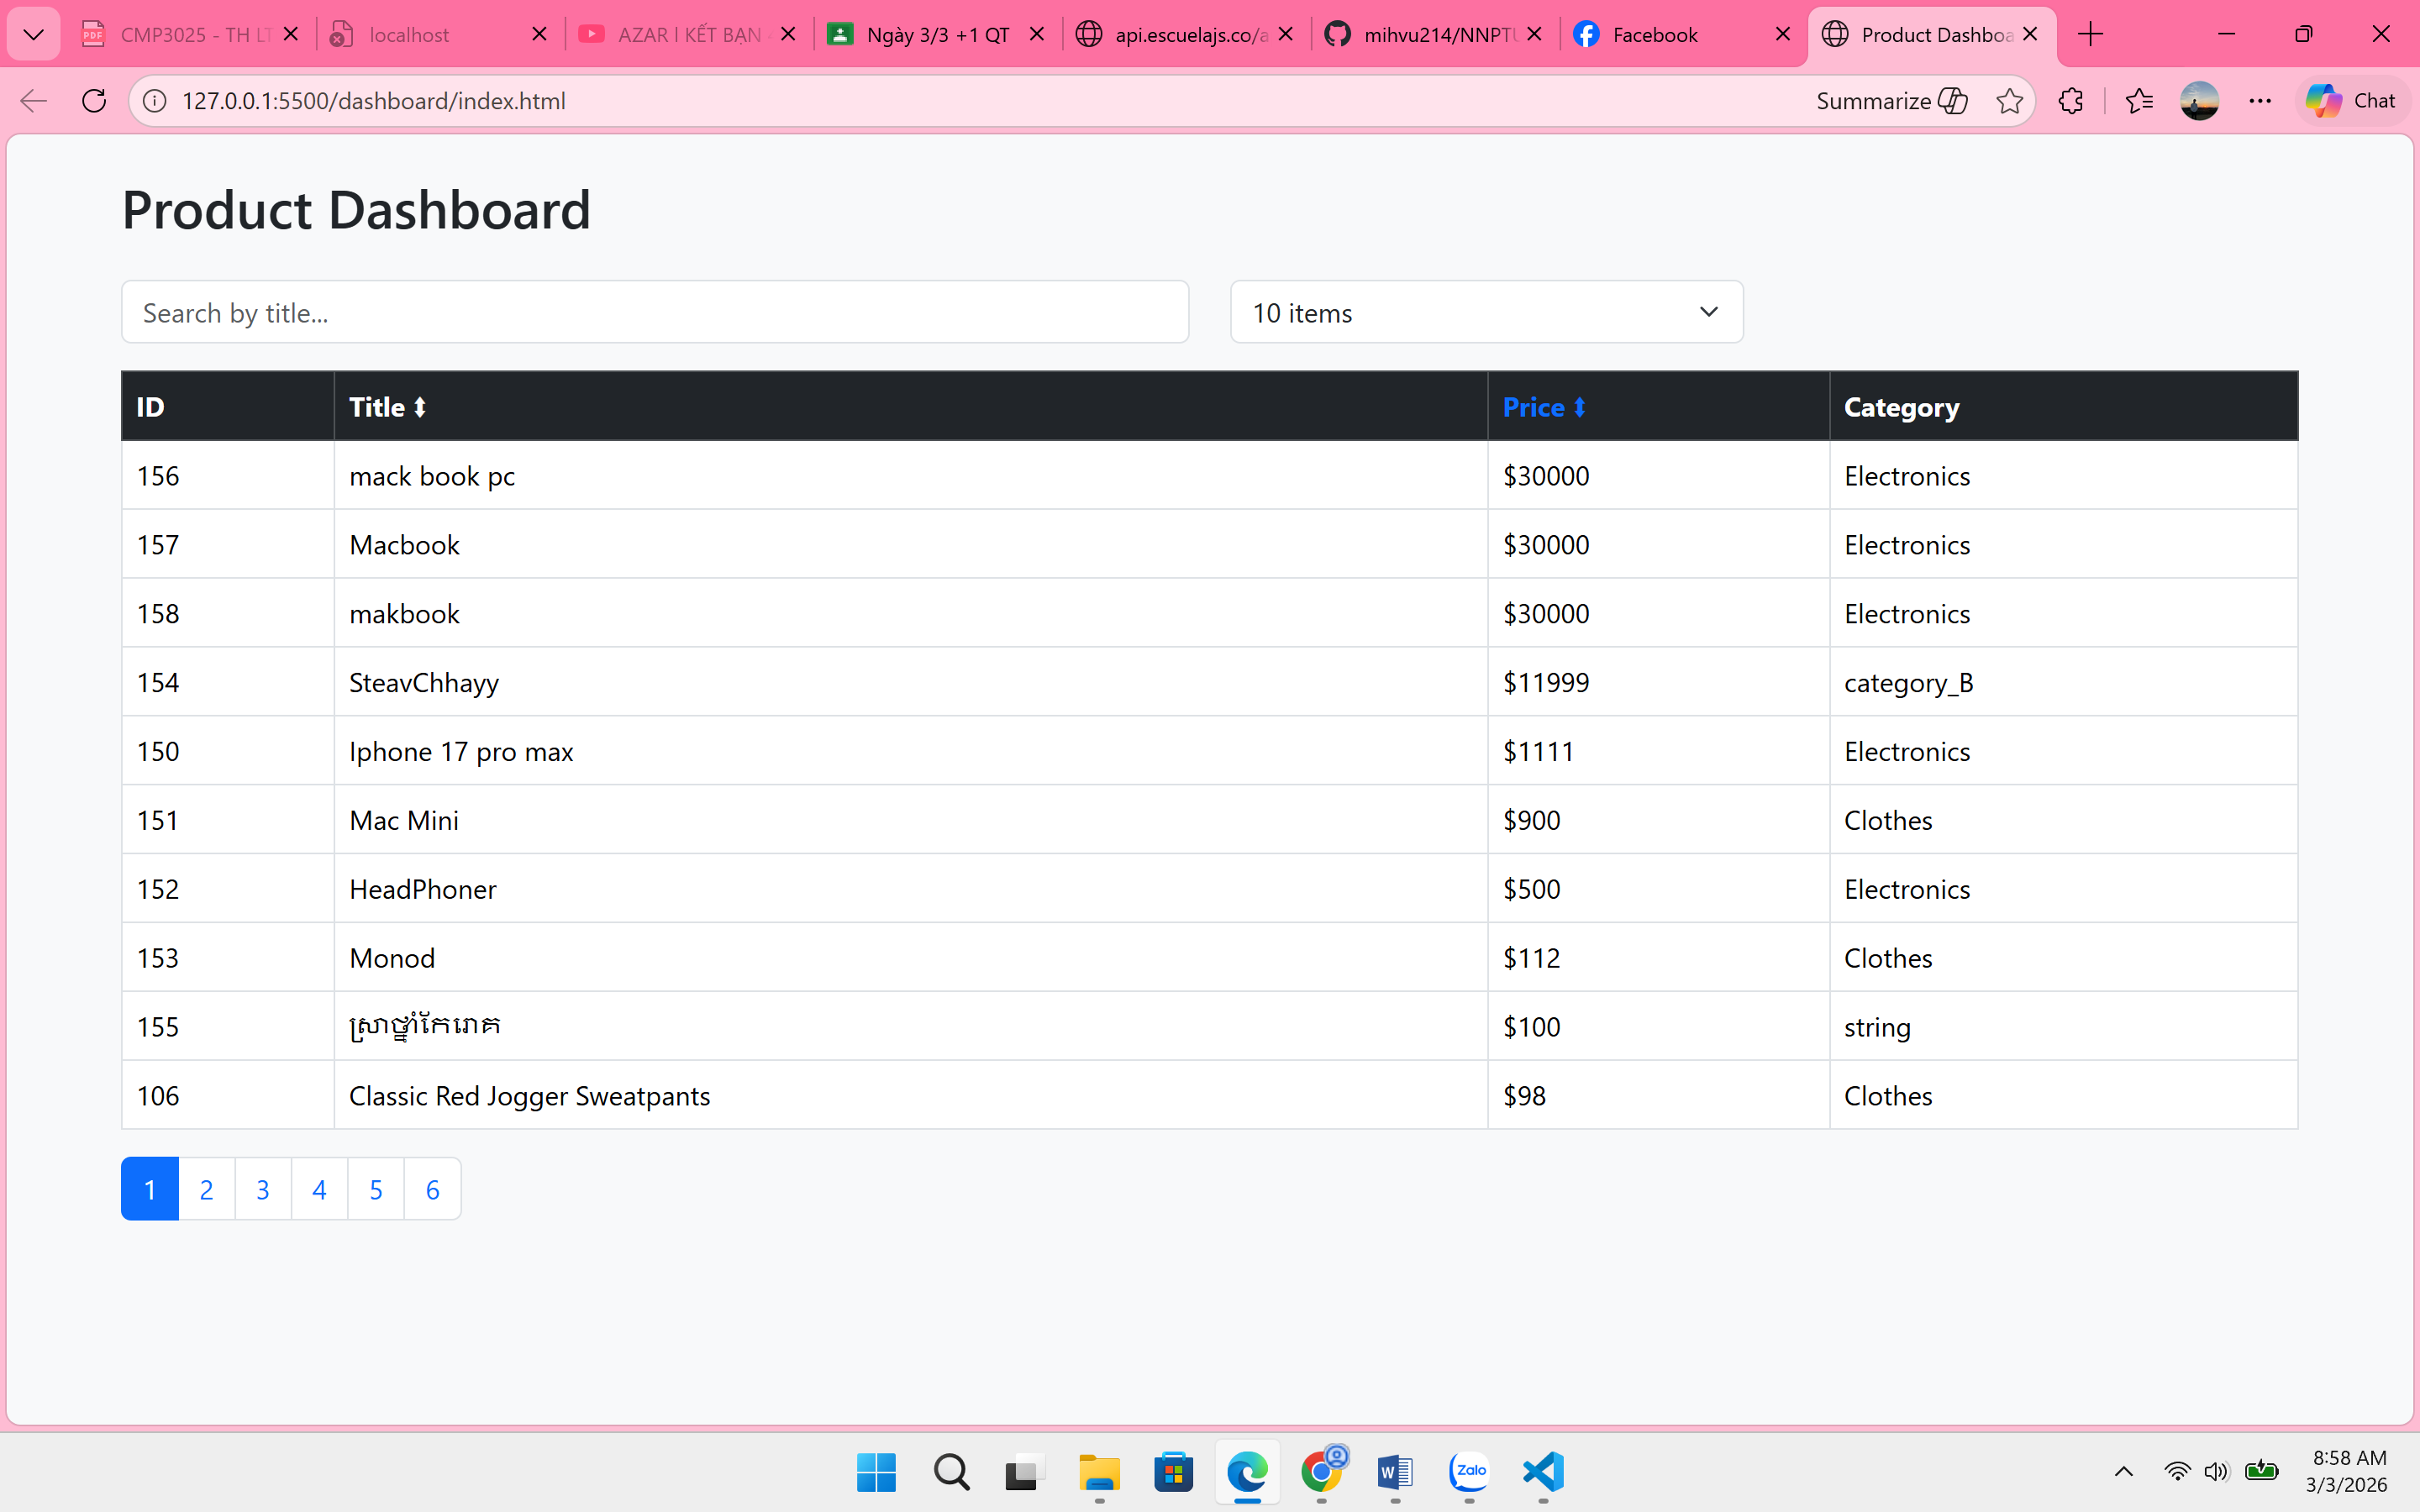 CMP3025 - TH LT
localhost
AZAR l KẾT BẠN
Ngày 3/3 +1 QT
api.escuelajs.co/a
mihvu214/NNPTU
Facebook
Product Dashboa
127.0.0.1:5500/dashboard/index.html
Summarize
Chat
Product Dashboard
Search by title...
10 items
ID Title ⬍ Price ⬍ Category
156 mack book pc $30000 Electronics
157 Macbook $30000 Electronics
158 makbook $30000 Electronics
154 SteavChhayy $11999 category_B
150 Iphone 17 pro max $1111 Electronics
151 Mac Mini $900 Clothes
152 HeadPhoner $500 Electronics
153 Monod $112 Clothes
155 ស្រាថ្នាំកែរោគ $100 string
106 Classic Red Jogger Sweatpants $98 Clothes
1 2 3 4 5 6
Zalo
8:58 AM
3/3/2026